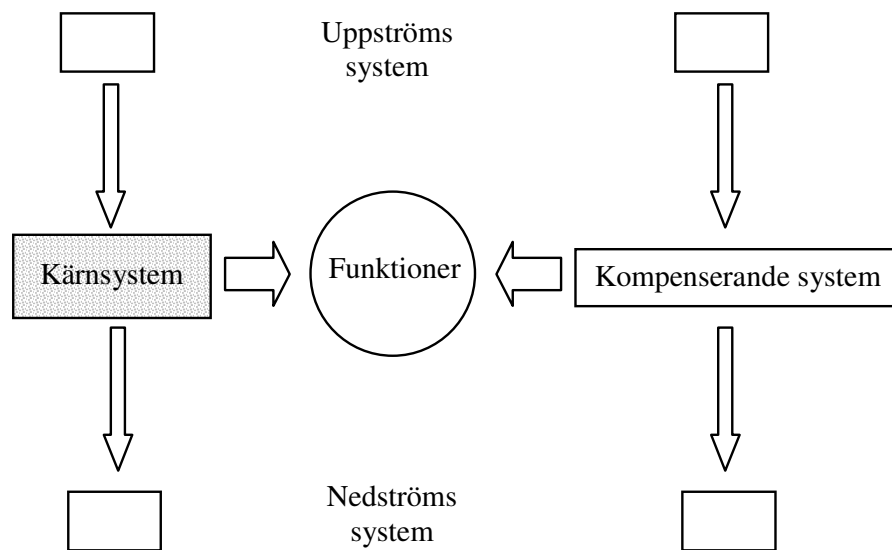 Uppströms
system
Kärnsystem
Funktioner
Kompenserande system
Nedströms
system